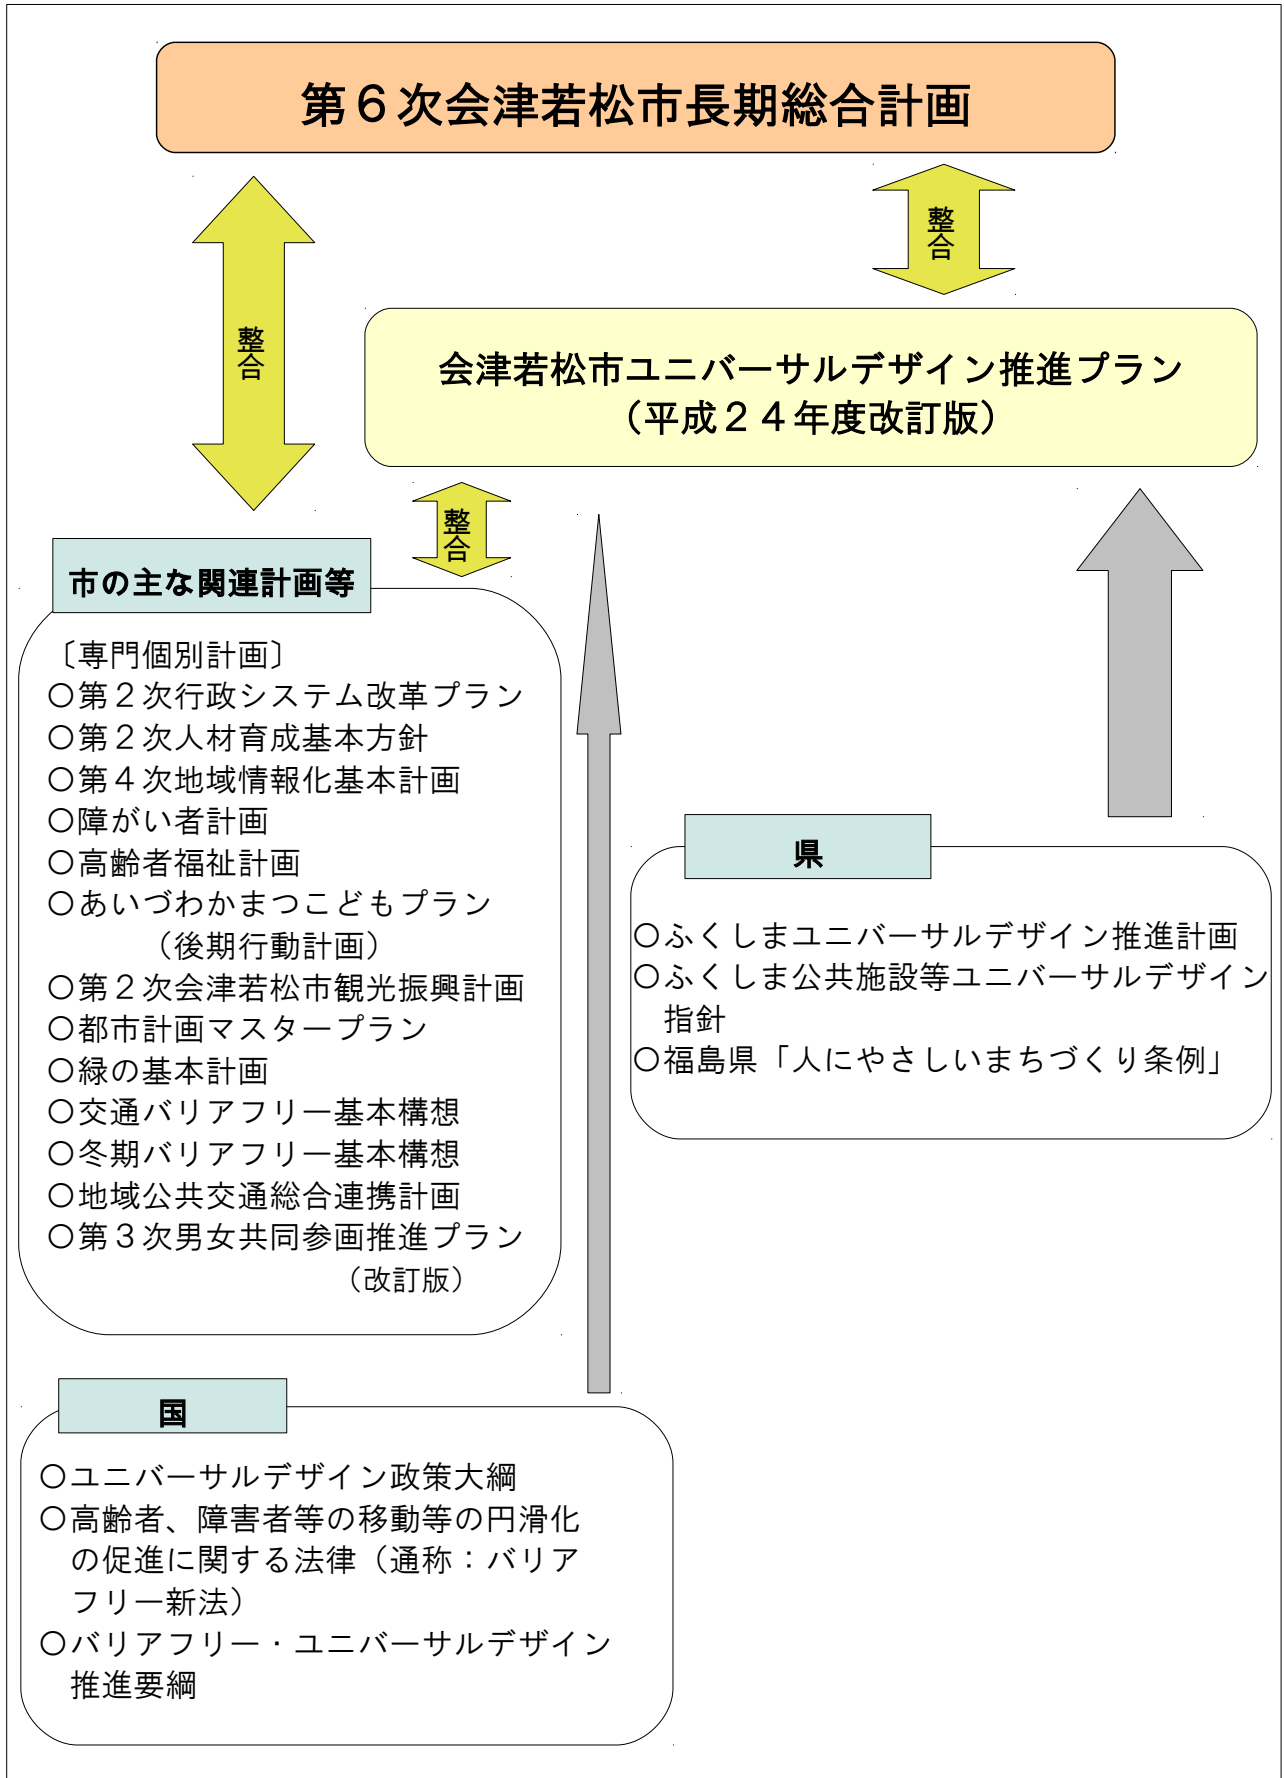 第６次会津若松市長期総合計画
整合
整合
会津若松市ユニバーサルデザイン推進プラン
（平成２４年度改訂版）
整合
市の主な関連計画等
〔専門個別計画〕
○第２次行政システム改革プラン
○第２次人材育成基本方針
○第４次地域情報化基本計画
○障がい者計画
○高齢者福祉計画
○あいづわかまつこどもプラン
（後期行動計画）
○第２次会津若松市観光振興計画
○都市計画マスタープラン
○緑の基本計画
○交通バリアフリー基本構想
○冬期バリアフリー基本構想
○地域公共交通総合連携計画
○第３次男女共同参画推進プラン
（改訂版）
県
○ふくしまユニバーサルデザイン推進計画
○ふくしま公共施設等ユニバーサルデザイン
指針
○福島県「人にやさしいまちづくり条例」
国
○ユニバーサルデザイン政策大綱
○高齢者、障害者等の移動等の円滑化
の促進に関する法律（通称：バリア
フリー新法）
○バリアフリー・ユニバーサルデザイン
推進要綱